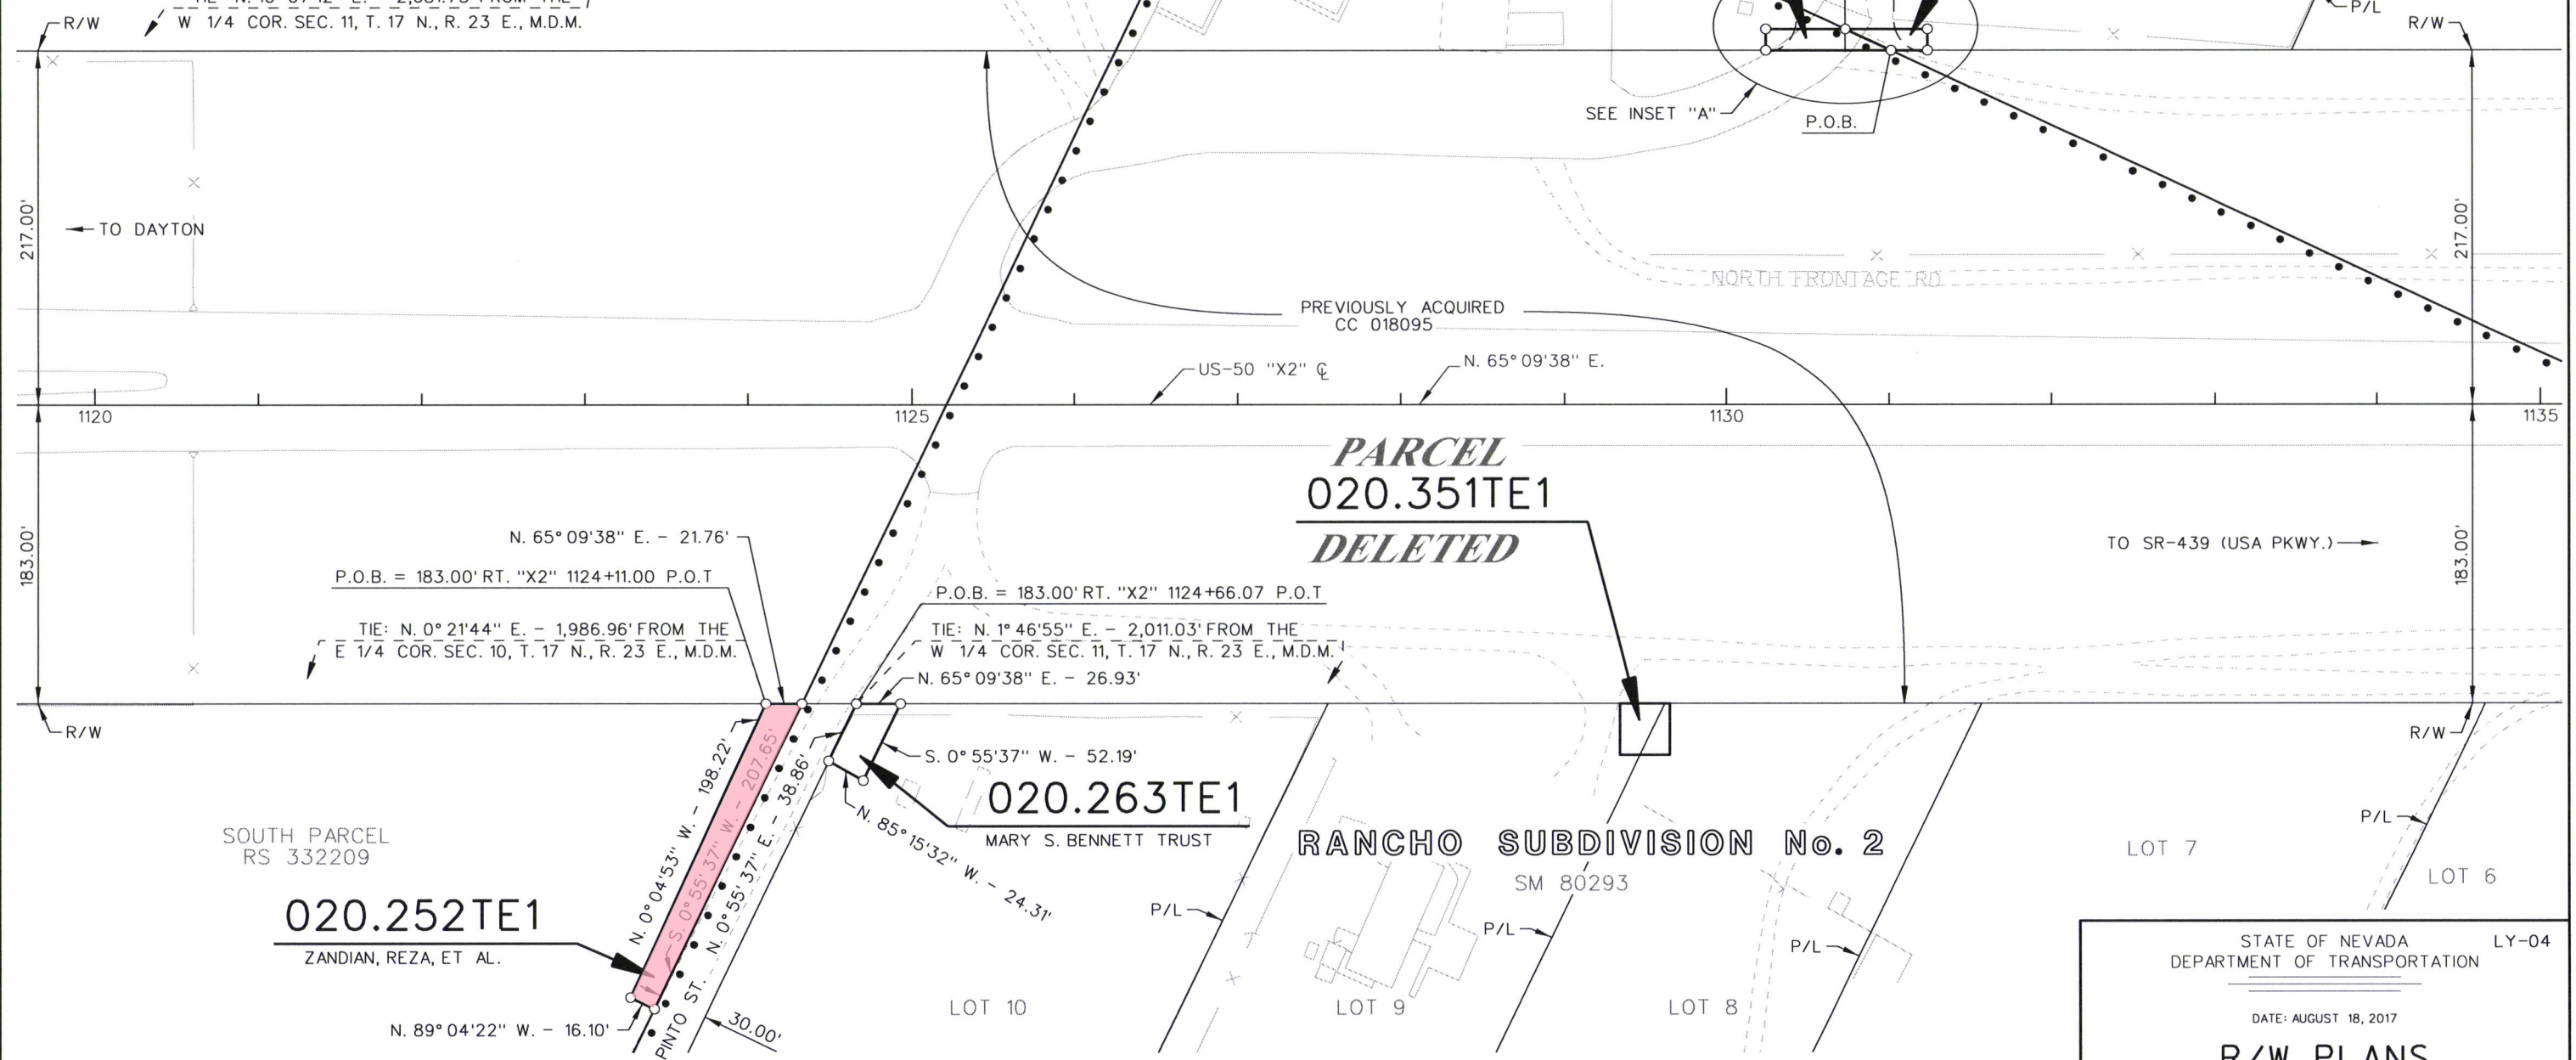 W 1/4 COR. SEC. 11, T. 17 N., R. 23 E., M.D.M.
R/W
P/L
R/W
SEE INSET "A"
P.O.B.
217.00'
TO DAYTON
217.00'
NORTH FRONTAGE RD
PREVIOUSLY ACQUIRED
CC 018095
US-50 "X2" ℄
N. 65°09'38" E.
1120
1125
1130
1135
PARCEL
020.351TE1
DELETED
183.00'
N. 65°09'38" E. - 21.76'
TO SR-439 (USA PKWY.)
183.00'
P.O.B. = 183.00' RT. "X2" 1124+11.00 P.O.T
P.O.B. = 183.00' RT. "X2" 1124+66.07 P.O.T
TIE: N. 0°21'44" E. - 1,986.96' FROM THE
E 1/4 COR. SEC. 10, T. 17 N., R. 23 E., M.D.M.
TIE: N. 1°46'55" E. - 2,011.03' FROM THE
W 1/4 COR. SEC. 11, T. 17 N., R. 23 E., M.D.M.
N. 65°09'38" E. - 26.93'
R/W
R/W
N. 0°04'53" W. - 198.22'
S. 0°55'37" W. - 207.65'
N. 0°55'37" E. - 38.86'
S. 0°55'37" W. - 52.19'
020.263TE1
MARY S. BENNETT TRUST
N. 85°15'32" W. - 24.31'
SOUTH PARCEL
RS 332209
RANCHO SUBDIVISION No. 2
SM 80293
P/L
LOT 7
LOT 6
020.252TE1
ZANDIAN, REZA, ET AL.
P/L
P/L
P/L
N. 89°04'22" W. - 16.10'
PINTO ST.
30.00'
LOT 10
LOT 9
LOT 8
STATE OF NEVADA
LY-04
DEPARTMENT OF TRANSPORTATION
DATE: AUGUST 18, 2017
R/W PLANS